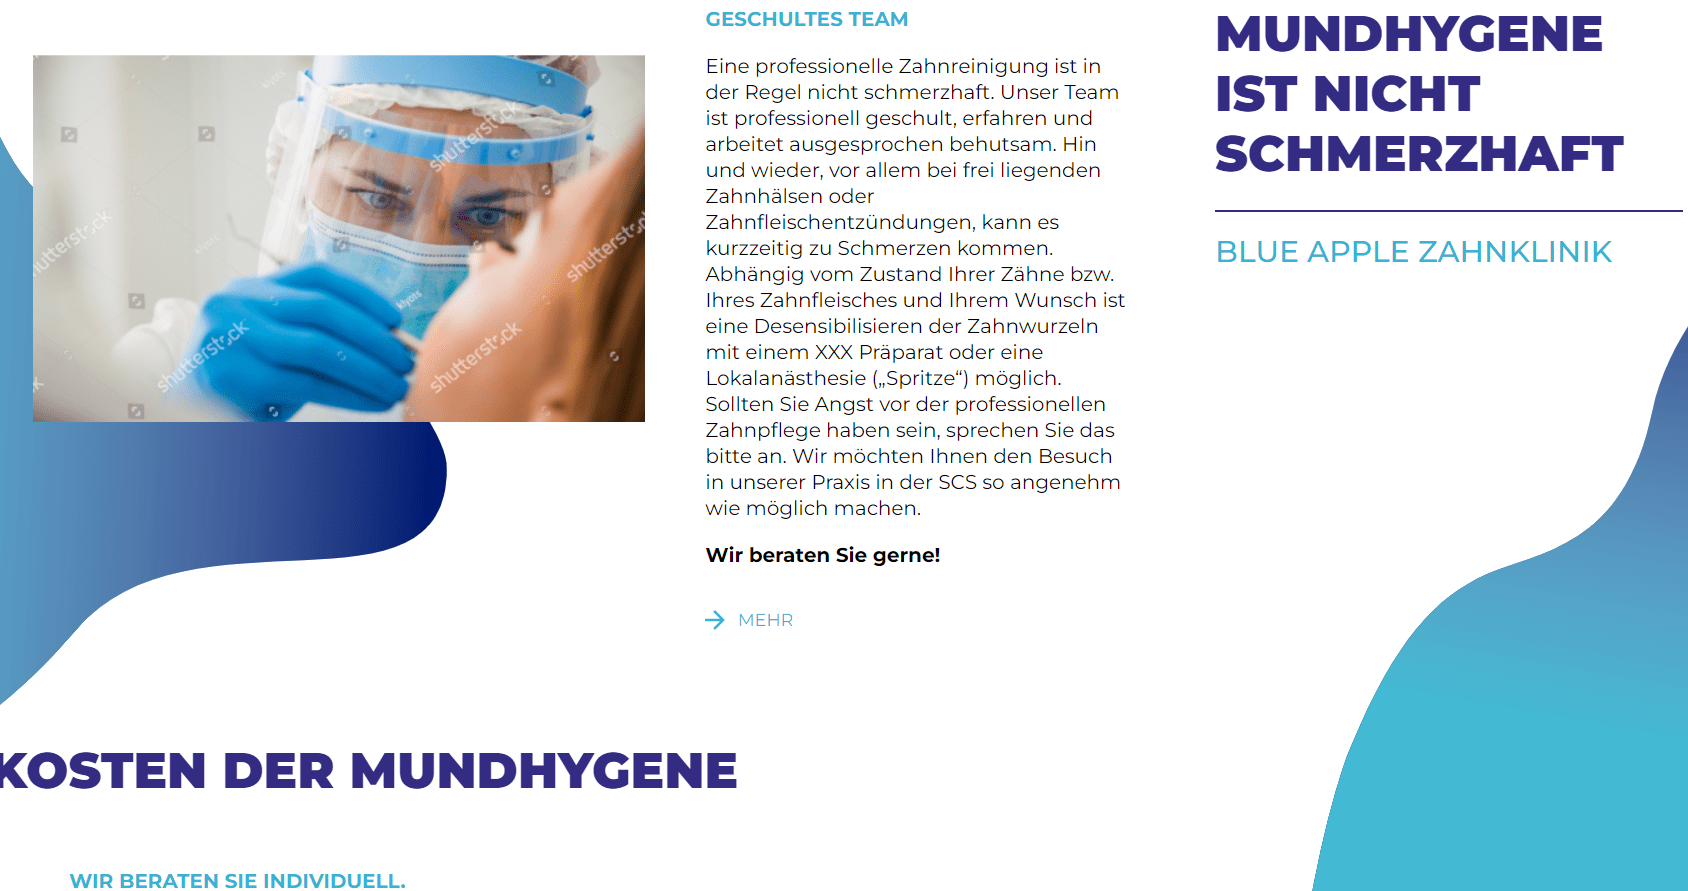 GESCHULTES TEAM
Eine professionelle Zahnreinigung ist in
der Regel nicht schmerzhaft. Unser Team
ist professionell geschult, erfahren und
arbeitet ausgesprochen behutsam. Hin
und wieder, vor allem bei frei liegenden
Zahnhälsen oder
Zahnfleischentzündungen, kann es
kurzzeitig zu Schmerzen kommen.
Abhängig vom Zustand Ihrer Zähne bzw.
Ihres Zahnfleisches und Ihrem Wunsch ist
eine Desensibilisieren der Zahnwurzeln
mit einem XXX Präparat oder eine
Lokalanästhesie („Spritze“) möglich.
Sollten Sie Angst vor der professionellen
Zahnpflege haben sein, sprechen Sie das
bitte an. Wir möchten Ihnen den Besuch
in unserer Praxis in der SCS so angenehm
wie möglich machen.
Wir beraten Sie gerne!
MEHR
MUNDHYGENE
IST NICHT
SCHMERZHAFT
BLUE APPLE ZAHNKLINIK
shutterstock
shutterstock
shutterstock
shutterstock
shutterstock
KOSTEN DER MUNDHYGENE
WIR BERATEN SIE INDIVIDUELL.